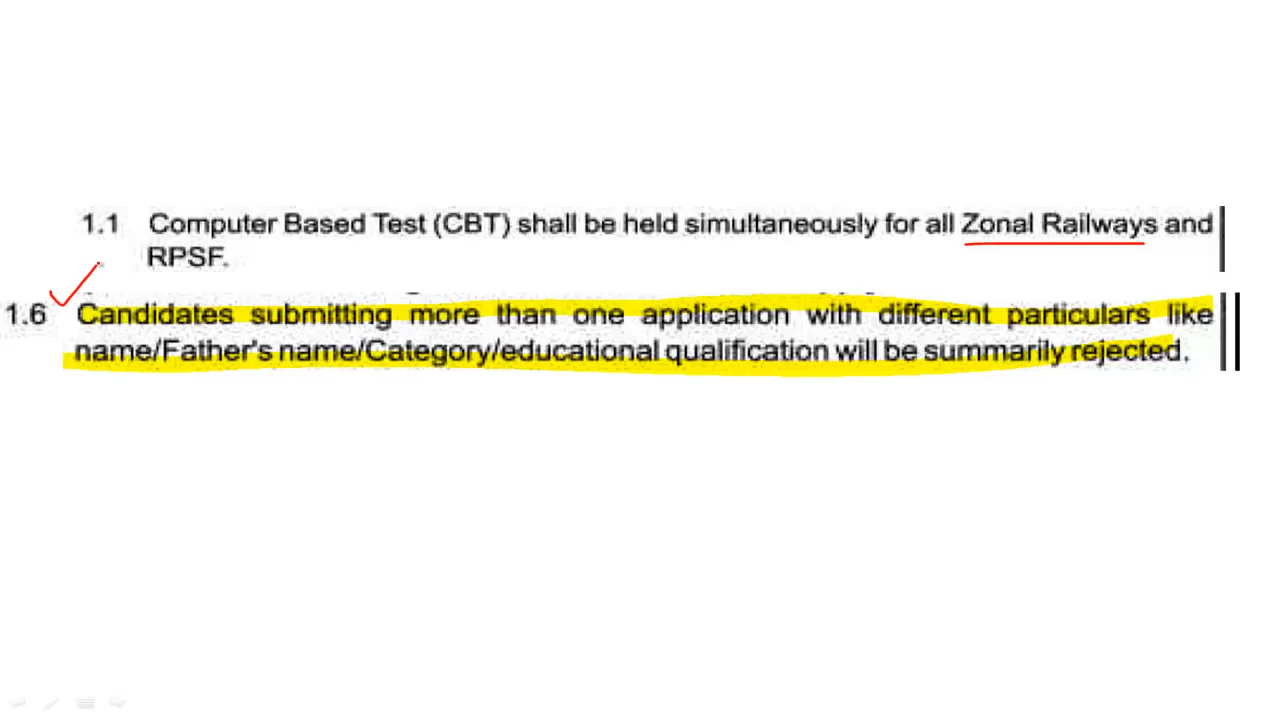 1.1 Computer Based Test (CBT) shall be held simultaneously for all Zonal Railways and
RPSF.
1.6 Candidates submitting more than one application with different particulars like
name/Father's name/Category/educational qualification will be summarily rejected.